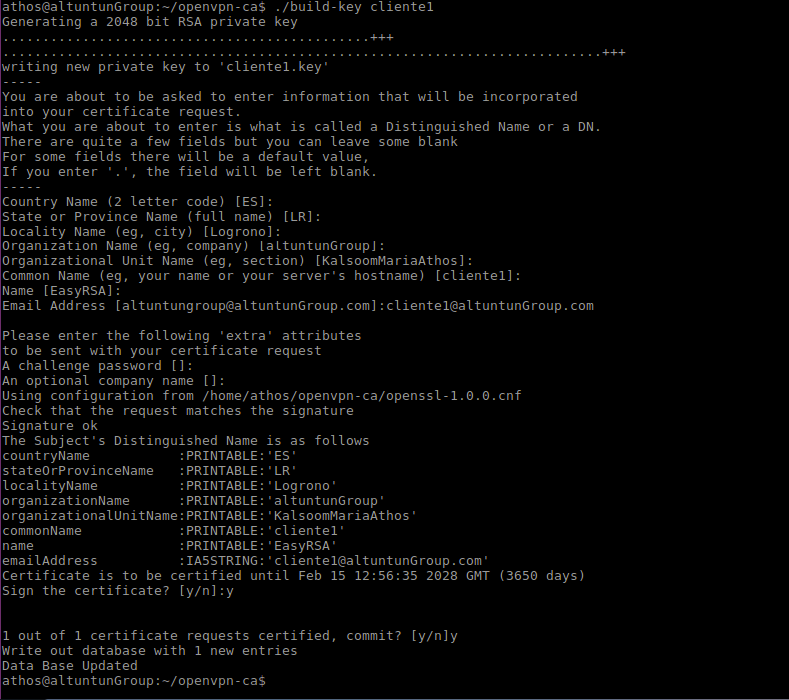 athos@altuntunGroup:~/openvpn-ca$ ./build-key cliente1
Generating a 2048 bit RSA private key
..............................................+++
...........................................................................+++
writing new private key to 'cliente1.key'
-----
You are about to be asked to enter information that will be incorporated
into your certificate request.
What you are about to enter is what is called a Distinguished Name or a DN.
There are quite a few fields but you can leave some blank
For some fields there will be a default value,
If you enter '.', the field will be left blank.
-----
Country Name (2 letter code) [ES]:
State or Province Name (full name) [LR]:
Locality Name (eg, city) [Logrono]:
Organization Name (eg, company) [altuntunGroup]:
Organizational Unit Name (eg, section) [KalsoomMariaAthos]:
Common Name (eg, your name or your server's hostname) [cliente1]:
Name [EasyRSA]:
Email Address [altuntungroup@altuntunGroup.com]:cliente1@altuntunGroup.com
Please enter the following 'extra' attributes
to be sent with your certificate request
A challenge password []:
An optional company name []:
Using configuration from /home/athos/openvpn-ca/openssl-1.0.0.cnf
Check that the request matches the signature
Signature ok
The Subject's Distinguished Name is as follows
countryName           :PRINTABLE:'ES'
stateOrProvinceName   :PRINTABLE:'LR'
localityName          :PRINTABLE:'Logrono'
organizationName      :PRINTABLE:'altuntunGroup'
organizationalUnitName:PRINTABLE:'KalsoomMariaAthos'
commonName            :PRINTABLE:'cliente1'
name                  :PRINTABLE:'EasyRSA'
emailAddress          :IA5STRING:'cliente1@altuntunGroup.com'
Certificate is to be certified until Feb 15 12:56:35 2028 GMT (3650 days)
Sign the certificate? [y/n]:y
1 out of 1 certificate requests certified, commit? [y/n]y
Write out database with 1 new entries
Data Base Updated
athos@altuntunGroup:~/openvpn-ca$